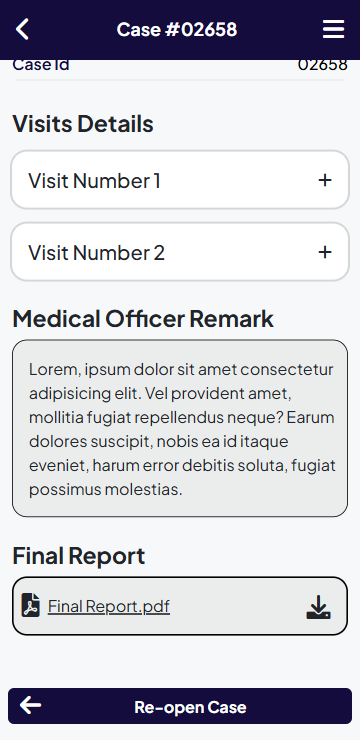 Case #02658
Case Id 02658
Visits Details
Visit Number 1 +
Visit Number 2 +
Medical Officer Remark
Lorem, ipsum dolor sit amet consectetur
adipisicing elit. Vel provident amet,
mollitia fugiat repellendus neque? Earum
dolores suscipit, nobis ea id itaque
eveniet, harum error debitis soluta, fugiat
possimus molestias.
Final Report
Final Report.pdf
Re-open Case